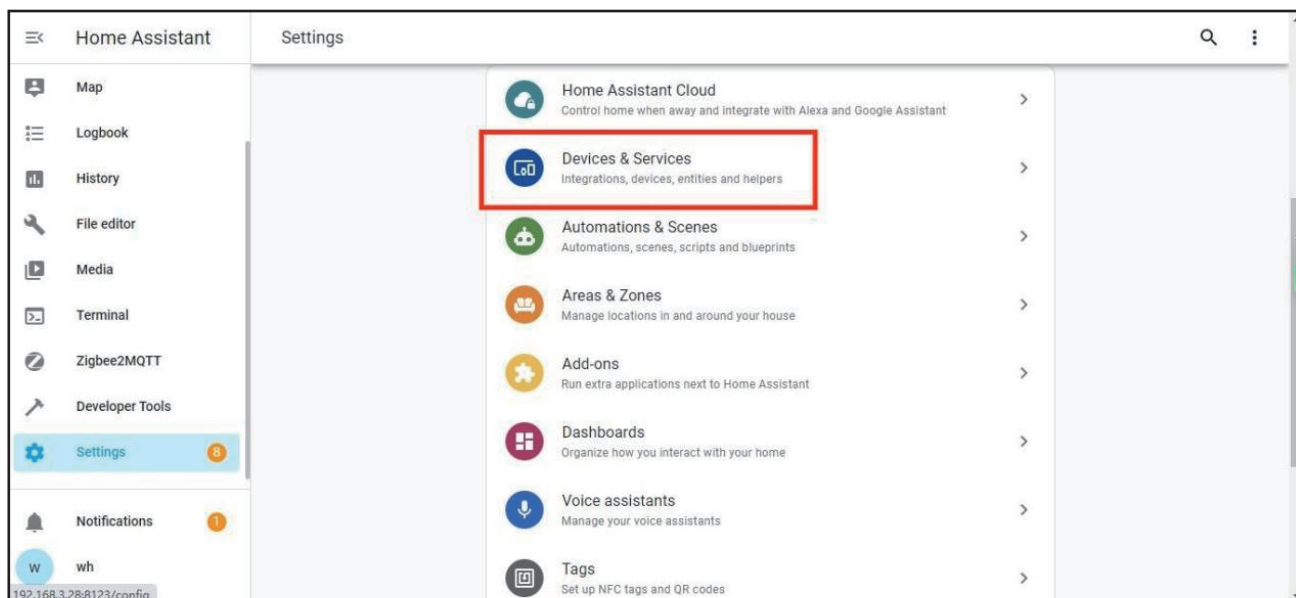 Home Assistant
Settings
Map
Logbook
History
File editor
Media
Terminal
Zigbee2MQTT
Developer Tools
Settings
8
Notifications
1
W
wh
192.168.3.28:8123/config
Home Assistant Cloud
Control home when away and integrate with Alexa and Google Assistant
Devices & Services
Integrations, devices, entities and helpers
Automations & Scenes
Automations, scenes, scripts and blueprints
Areas & Zones
Manage locations in and around your house
Add-ons
Run extra applications next to Home Assistant
Dashboards
Organize how you interact with your home
Voice assistants
Manage your voice assistants
Tags
Set up NFC tags and QR codes